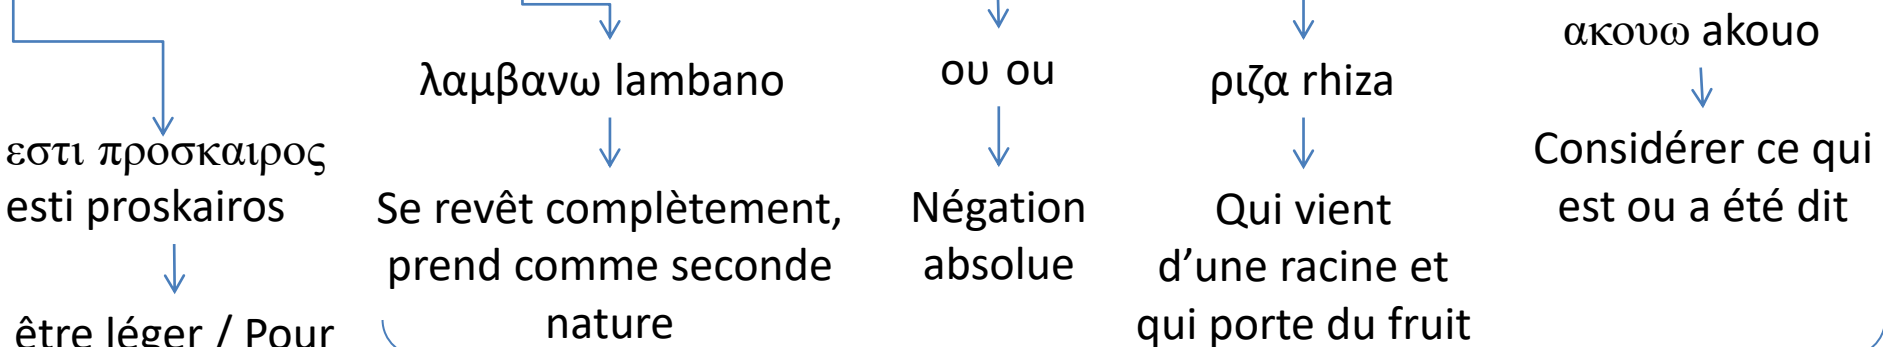 εστι προσκαιρος
esti proskairos
être léger / Pour
λαμβανω lambano
Se revêt complètement,
prend comme seconde
nature
ου ou
Négation
absolue
ριζα rhiza
Qui vient
d’une racine et
qui porte du fruit
ακουω akouo
Considérer ce qui
est ou a été dit